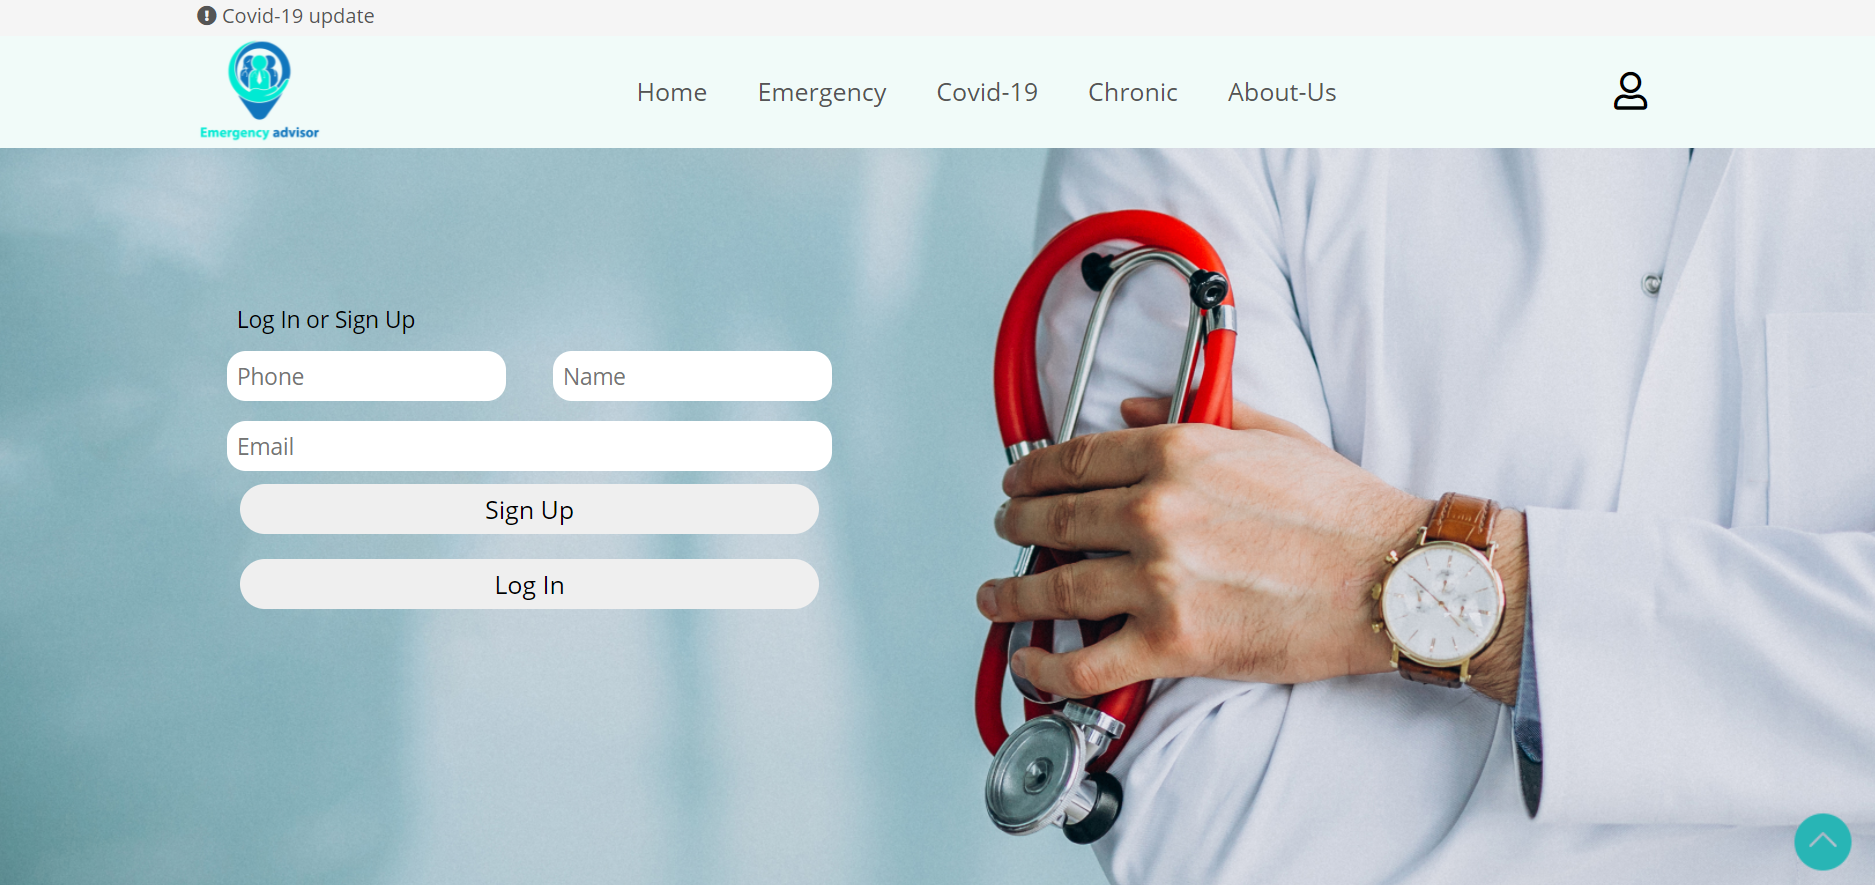 Covid-19 update
Emergency advisor
Home Emergency Covid-19 Chronic About-Us
Log In or Sign Up
Phone Name
Email
Sign Up
Log In